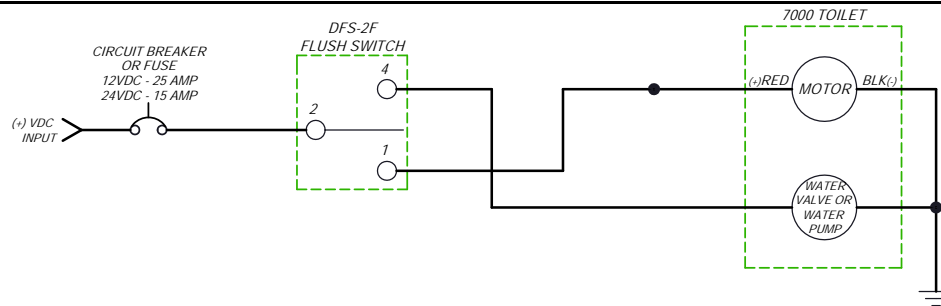 7000 TOILET
DFS-2F
FLUSH SWITCH
CIRCUIT BREAKER
OR FUSE
12VDC - 25 AMP
24VDC - 15 AMP
4
(+)RED
MOTOR
BLK(-)
2
(+) VDC
INPUT
1
WATER
VALVE OR
WATER
PUMP